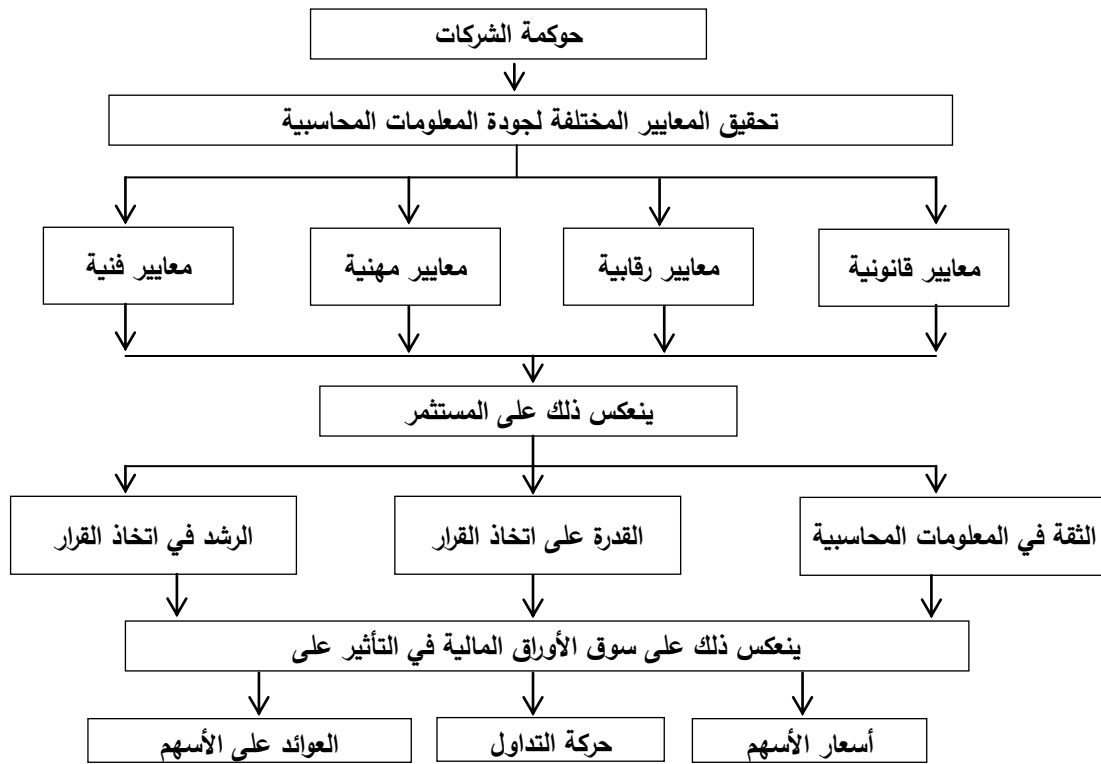 حوكمة الشركات
تحقيق المعايير المختلفة لجودة المعلومات المحاسبية
معايير قانونية
معايير رقابية
معايير مهنية
معايير فنية
ينعكس ذلك على المستثمر
الثقة في المعلومات المحاسبية
القدرة على اتخاذ القرار
الرشد في اتخاذ القرار
ينعكس ذلك على سوق الأوراق المالية في التأثير على
أسعار الأسهم
حركة التداول
العوائد على الأسهم